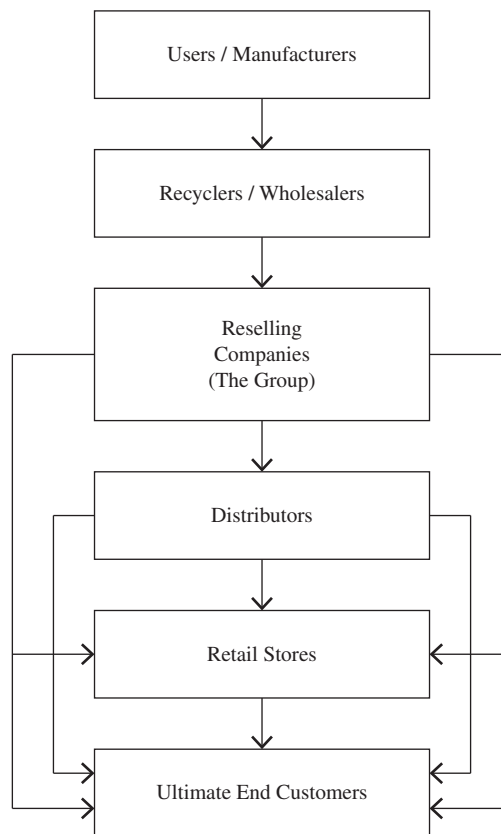 Users / Manufacturers
Recyclers / Wholesalers
Reselling
Companies
(The Group)
Distributors
Retail Stores
Ultimate End Customers